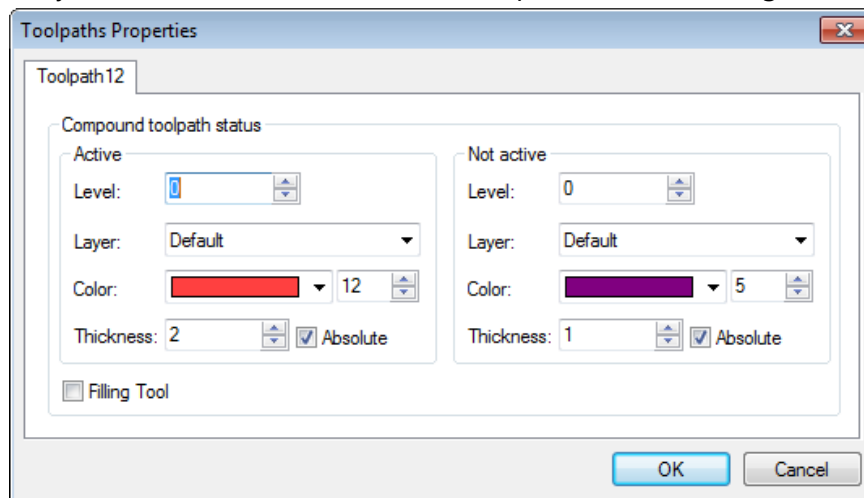 Toolpaths Properties
Toolpath12
Compound toolpath status
Active
Level: 0
Layer: Default
Color: 12
Thickness: 2 Absolute
Not active
Level: 0
Layer: Default
Color: 5
Thickness: 1 Absolute
Filling Tool
OK Cancel